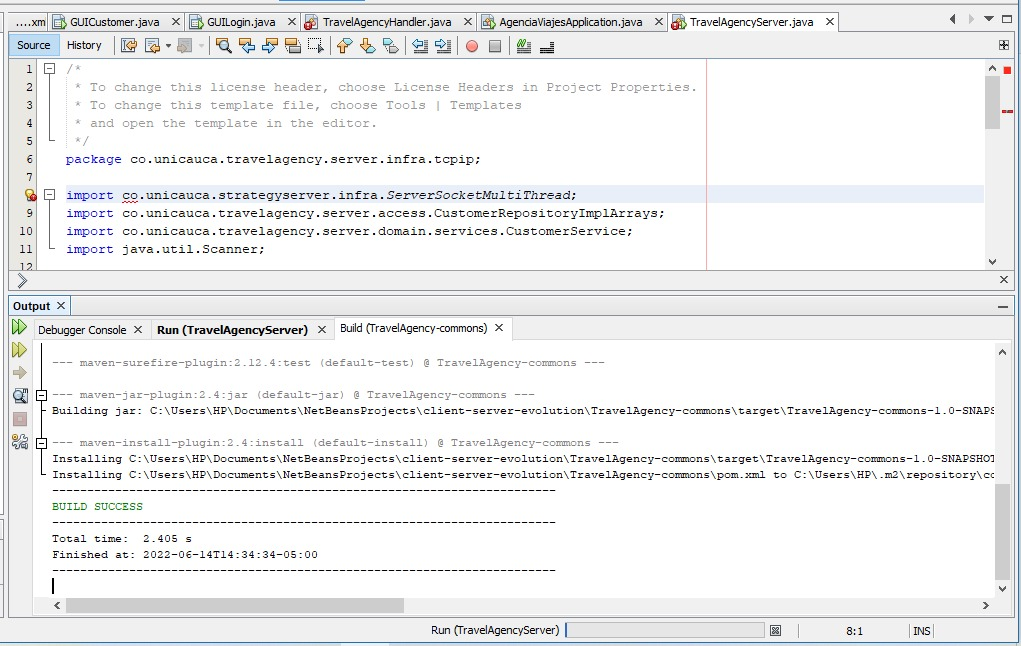 ....xm GUICustomer.java GUILogin.java TravelAgencyHandler.java AgenciaViajesApplication.java TravelAgencyServer.java
Source History
1 /*
2 * To change this license header, choose License Headers in Project Properties.
3 * To change this template file, choose Tools | Templates
4 * and open the template in the editor.
5 */
6 package co.unicauca.travelagency.server.infra.tcpip;
7
import co.unicauca.strategyserver.infra.ServerSocketMultiThread;
9 import co.unicauca.travelagency.server.access.CustomerRepositoryImplArrays;
10 import co.unicauca.travelagency.server.domain.services.CustomerService;
11 import java.util.Scanner;
12
Output
Debugger Console Run (TravelAgencyServer) Build (TravelAgency-commons)
--- maven-surefire-plugin:2.12.4:test (default-test) @ TravelAgency-commons ---
--- maven-jar-plugin:2.4:jar (default-jar) @ TravelAgency-commons ---
Building jar: C:\Users\HP\Documents\NetBeansProjects\client-server-evolution\TravelAgency-commons\target\TravelAgency-commons-1.0-SNAPS
--- maven-install-plugin:2.4:install (default-install) @ TravelAgency-commons ---
Installing C:\Users\HP\Documents\NetBeansProjects\client-server-evolution\TravelAgency-commons\target\TravelAgency-commons-1.0-SNAPSHOT
Installing C:\Users\HP\Documents\NetBeansProjects\client-server-evolution\TravelAgency-commons\pom.xml to C:\Users\HP\.m2\repository\co
------------------------------------------------------------------------
BUILD SUCCESS
------------------------------------------------------------------------
Total time:  2.405 s
Finished at: 2022-06-14T14:34:34-05:00
------------------------------------------------------------------------
Run (TravelAgencyServer) 8:1 INS